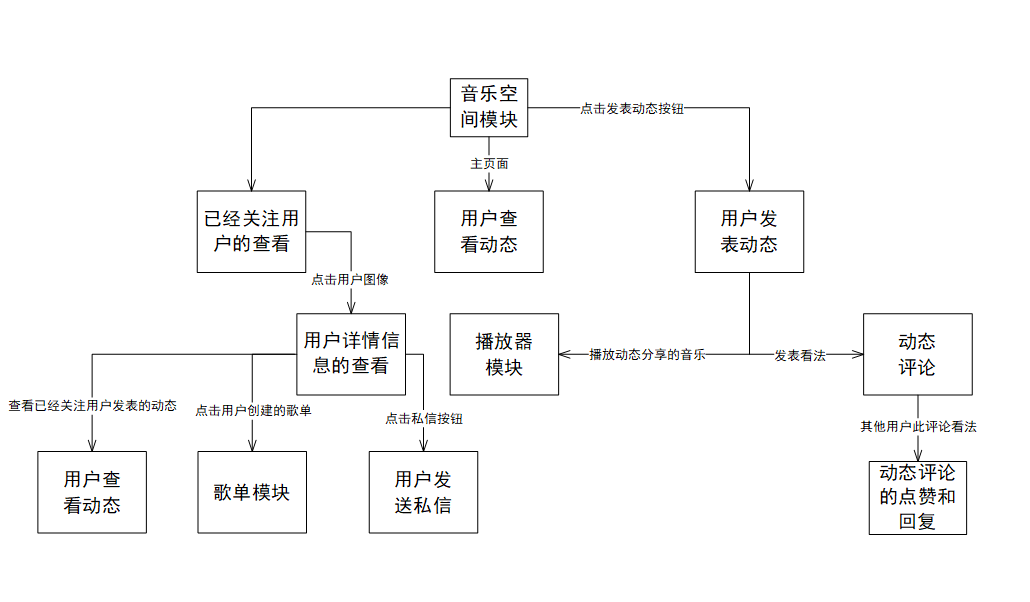 音乐空
间模块
点击发表动态按钮
主页面
已经关注用
户的查看
用户查
看动态
用户发
表动态
点击用户图像
用户详情信
息的查看
播放器
模块
播放动态分享的音乐
发表看法
动态
评论
查看已经关注用户发表的动态
点击用户创建的歌单
点击私信按钮
其他用户此评论看法
用户查
看动态
歌单模块
用户发
送私信
动态评论
的点赞和
回复